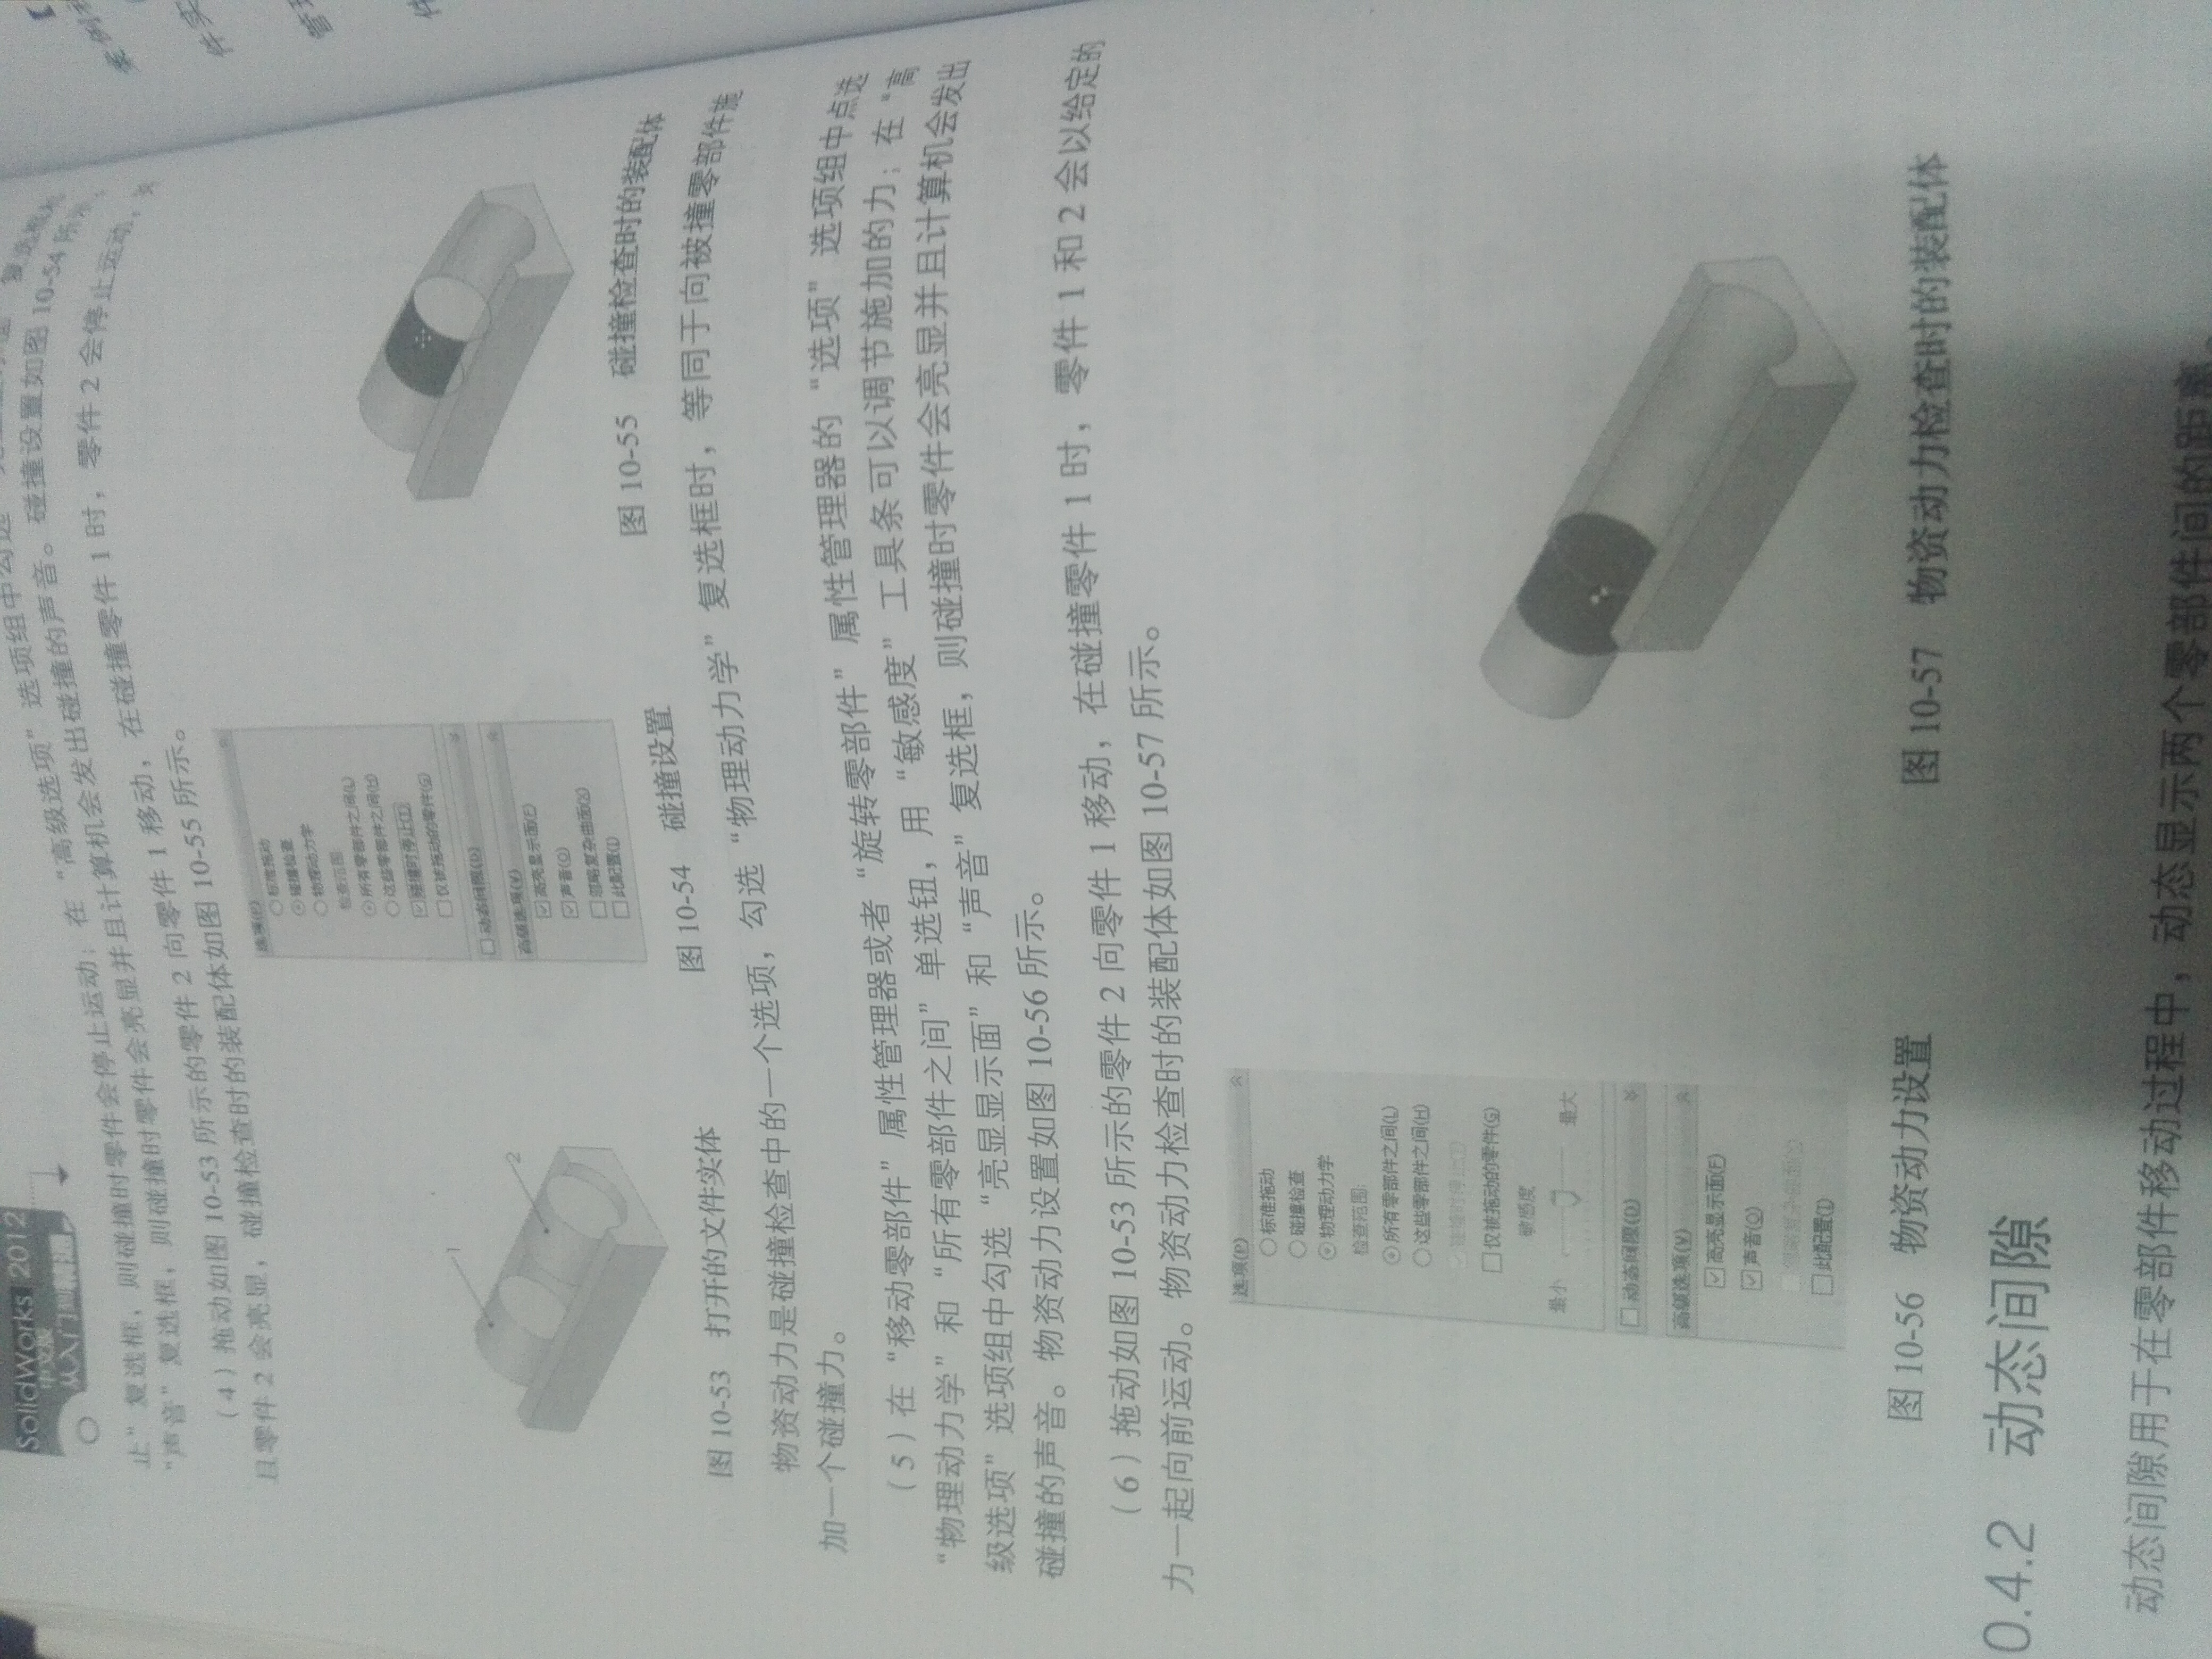 SolidWorks 2012
中文版
从入门到精通
选项组中勾选
止”复选框，则碰撞时零件会停止运动；在“高级选项”选项组中勾选
“声音”复选框，则碰撞时零件会亮显并且计算机会发出碰撞的声音。碰撞设置如图 10-54 所示
（4）拖动如图 10-53 所示的零件 2 向零件 1 移动，在碰撞零件 1 时，零件 2 会停止运动，
且零件 2 会亮显，碰撞检查时的装配体如图 10-55 所示。
1
2
选项(P)
标准拖动
碰撞检查
物理动力学
检查范围:
所有零部件之间(L)
这些零部件之间(H)
碰撞时停止(T)
仅被拖动的零件(G)
动态间隙(D)
高级选项(V)
高亮显示面(F)
声音(O)
忽略复杂曲面(X)
此配置(I)
图 10-53 打开的文件实体
图 10-54 碰撞设置
图 10-55 碰撞检查时的装配体
物资动力是碰撞检查中的一个选项，勾选“物理动力学”复选框时，等同于向被撞零部件施
加一个碰撞力。
（5）在“移动零部件”属性管理器或者“旋转零部件”属性管理器的“选项”选项组中点选
“物理动力学”和“所有零部件之间”单选钮，用“敏感度”工具条可以调节施加的力；在“高
级选项”选项组中勾选“亮显显示面”和“声音”复选框，则碰撞时零件会亮显并且计算机会发出
碰撞的声音。物资动力设置如图 10-56 所示。
（6）拖动如图 10-53 所示的零件 2 向零件 1 移动，在碰撞零件 1 时，零件 1 和 2 会以给定的
力一起向前运动。物资动力检查时的装配体如图 10-57 所示。
选项(P)
标准拖动
碰撞检查
物理动力学
检查范围:
所有零部件之间(L)
这些零部件之间(H)
碰撞时停止(T)
仅被拖动的零件(G)
敏感度
最小 最大
动态间隙(D)
高级选项(V)
高亮显示面(F)
声音(O)
此配置(I)
图 10-56 物资动力设置
图 10-57 物资动力检查时的装配体
0.4.2 动态间隙
动态间隙用于在零部件移动过程中，动态显示两个零部件间的距离。